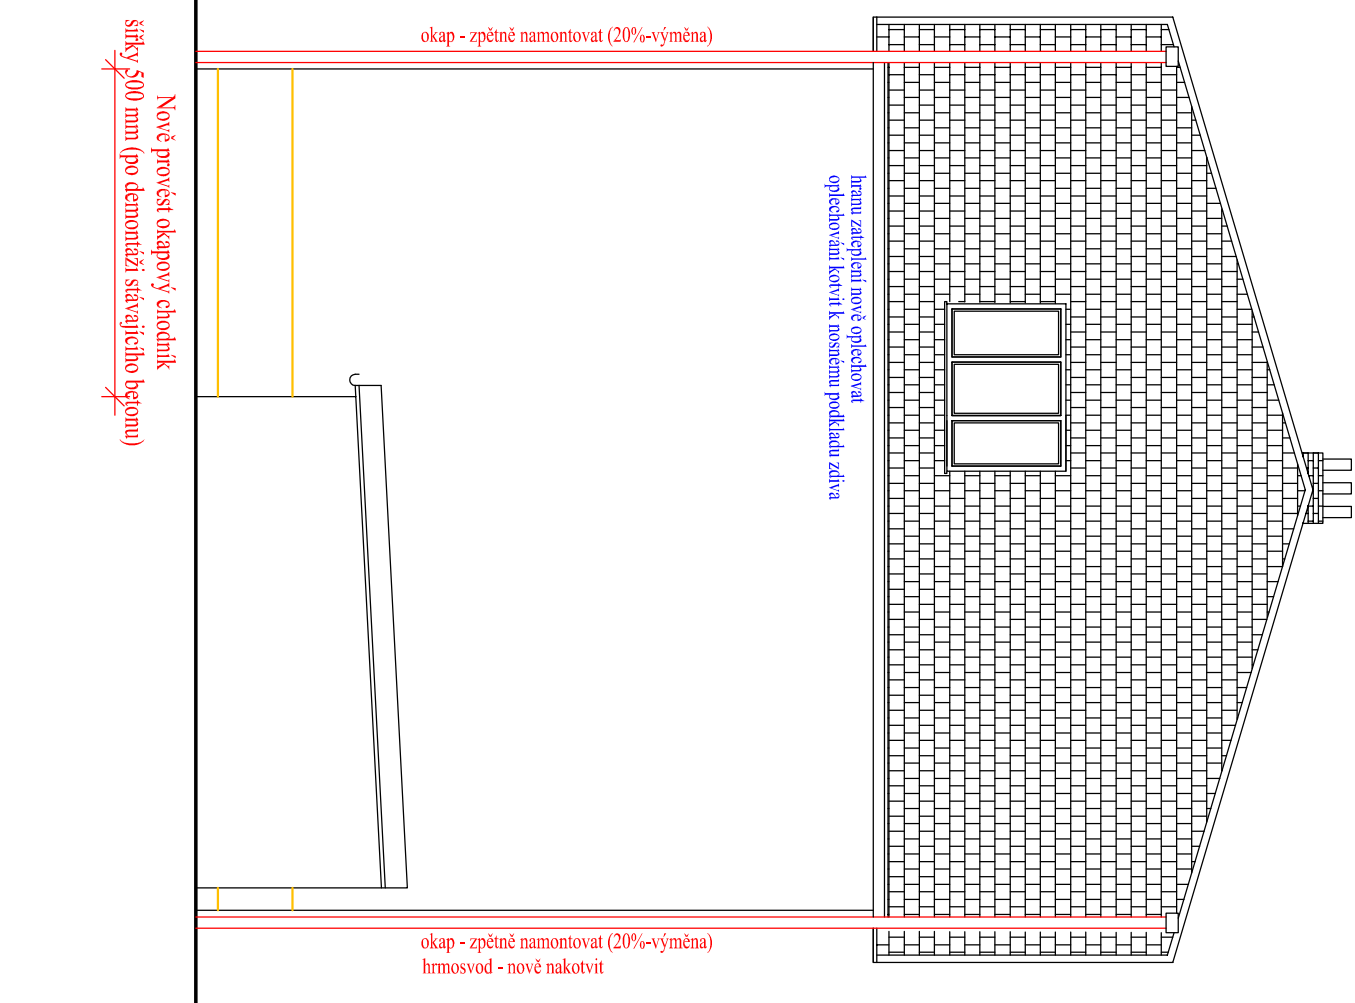 okap - zpětně namontovat (20%-výměna)
Nově provést okapový chodník
šířky 500 mm (po demontáži stávajícího betonu)
hranu zateplení nově oplechovat
oplechování kotvit k nosnému podkladu zdiva
okap - zpětně namontovat (20%-výměna)
hrmosvod - nově nakotvit